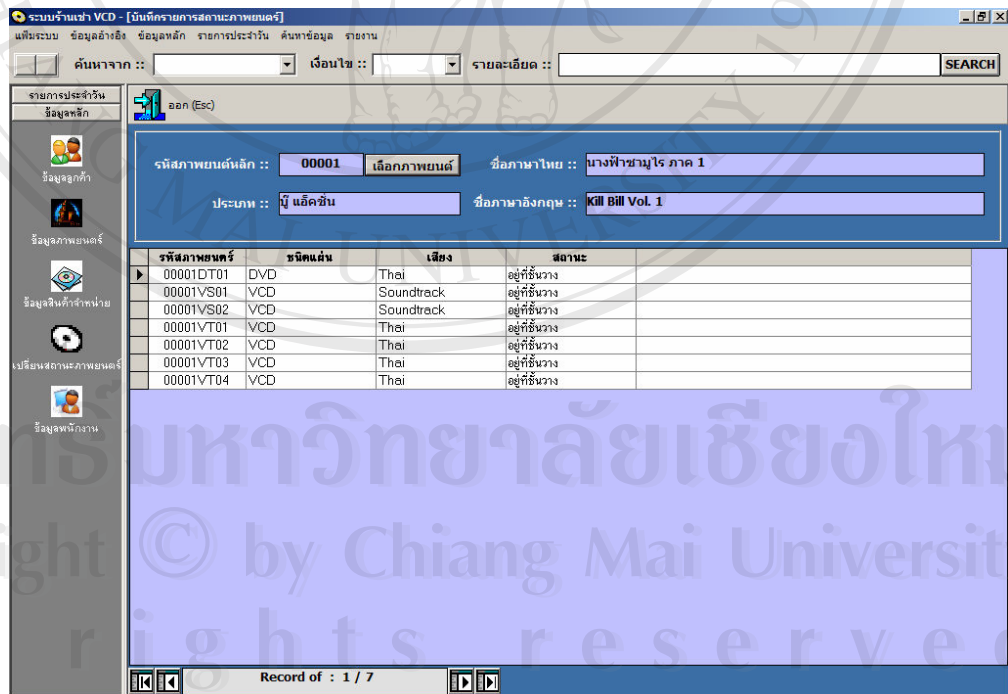 ระบบร้านเช่า VCD - [บันทึกรายการสถานะภาพยนตร์]
แฟ้มระบบ ข้อมูลอ้างอิง ข้อมูลหลัก รายการประจำวัน ค้นหาข้อมูล รายงาน
ค้นหาจาก :: เงื่อนไข :: รายละเอียด :: SEARCH
รายการประจำวัน
ข้อมูลหลัก
ออก (Esc)
ข้อมูลลูกค้า
ข้อมูลภาพยนตร์
ข้อมูลสินค้าจำหน่าย
เปลี่ยนสถานะภาพยนตร์
ข้อมูลพนักงาน
รหัสภาพยนต์หลัก :: 00001 เลือกภาพยนต์ ชื่อภาษาไทย :: นางฟ้าซามูไร ภาค 1
ประเภท :: บู๊ แอ็คชั่น ชื่อภาษาอังกฤษ :: Kill Bill Vol. 1
รหัสภาพยนตร์ ชนิดแผ่น เสียง สถานะ
00001DT01 DVD Thai อยู่ที่ชั้นวาง
00001VS01 VCD Soundtrack อยู่ที่ชั้นวาง
00001VS02 VCD Soundtrack อยู่ที่ชั้นวาง
00001VT01 VCD Thai อยู่ที่ชั้นวาง
00001VT02 VCD Thai อยู่ที่ชั้นวาง
00001VT03 VCD Thai อยู่ที่ชั้นวาง
00001VT04 VCD Thai อยู่ที่ชั้นวาง
Record of : 1 / 7
MAI UNIVERSITY 19
ทธิ์มหาวิทยาลัยเชียงใหม
ight © by Chiang Mai Universit
rights reserve